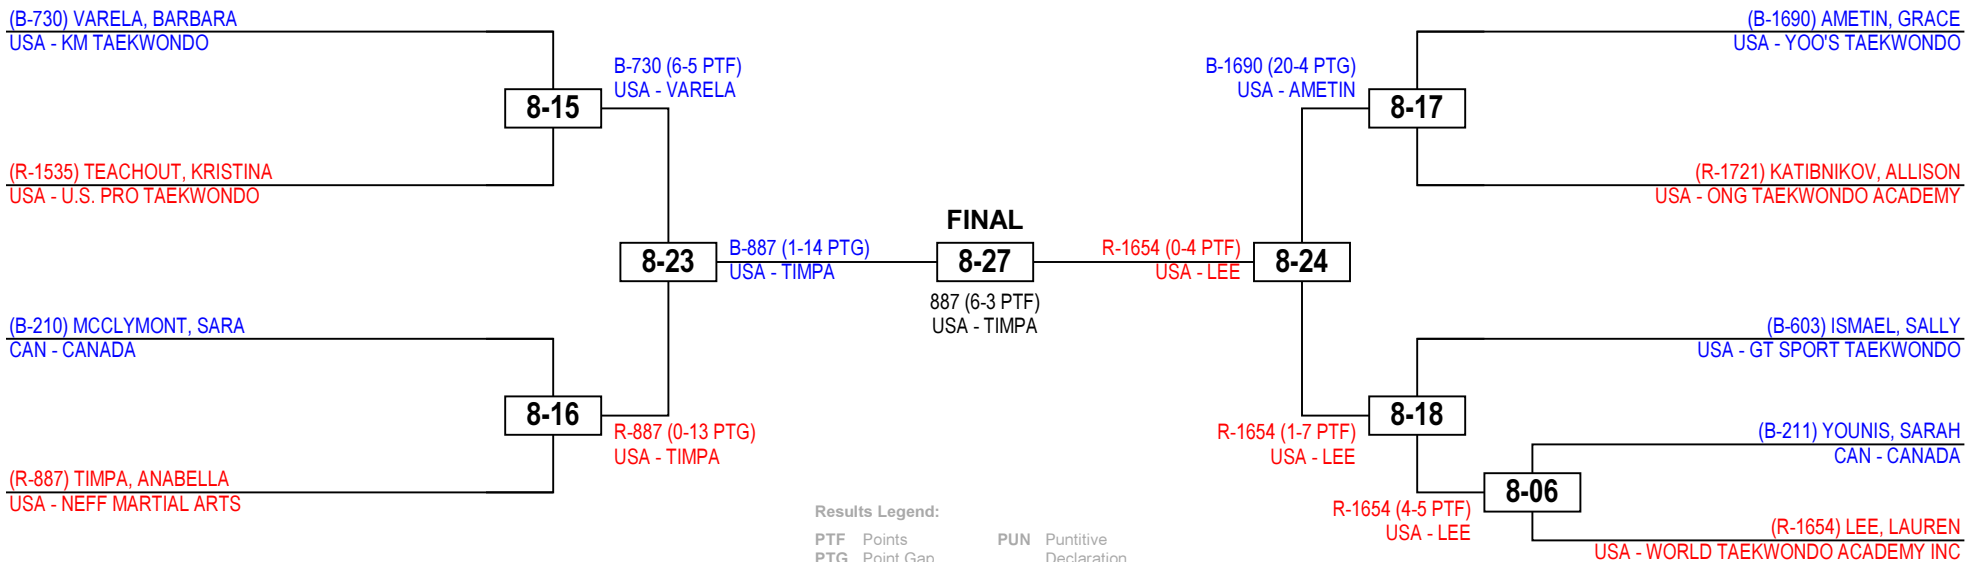 (B-730) VARELA, BARBARA
USA - KM TAEKWONDO
B-730 (6-5 PTF)
USA - VARELA
8-15
(R-1535) TEACHOUT, KRISTINA
USA - U.S. PRO TAEKWONDO
8-23
B-887 (1-14 PTG)
USA - TIMPA
(B-210) MCCLYMONT, SARA
CAN - CANADA
8-16
R-887 (0-13 PTG)
USA - TIMPA
(R-887) TIMPA, ANABELLA
USA - NEFF MARTIAL ARTS
FINAL
8-27
887 (6-3 PTF)
USA - TIMPA
(B-1690) AMETIN, GRACE
USA - YOO'S TAEKWONDO
B-1690 (20-4 PTG)
USA - AMETIN
8-17
(R-1721) KATIBNIKOV, ALLISON
USA - ONG TAEKWONDO ACADEMY
R-1654 (0-4 PTF)
USA - LEE
8-24
(B-603) ISMAEL, SALLY
USA - GT SPORT TAEKWONDO
8-18
R-1654 (1-7 PTF)
USA - LEE
(B-211) YOUNIS, SARAH
CAN - CANADA
8-06
R-1654 (4-5 PTF)
USA - LEE
(R-1654) LEE, LAUREN
USA - WORLD TAEKWONDO ACADEMY INC
Results Legend:
PTF Points PUN Puntitive
PTG Point Gap Declaration